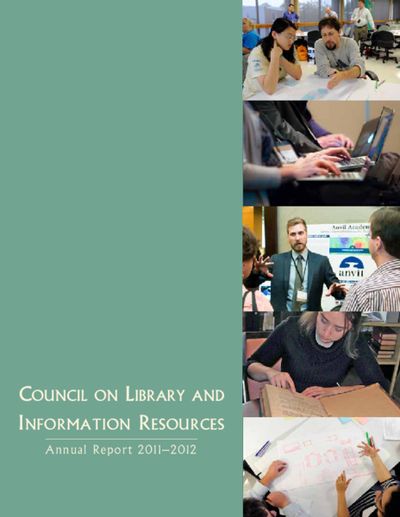 Anvil Academ
anvil
Council on Library and
Information Resources
Annual Report 2011–2012